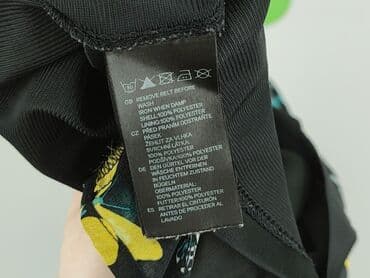 GB REMOVE BELT BEFORE
WASH
IRON WHEN DAMP
SHELL:100% POLYESTER
LINING:100% POLYESTER
CZ PŘED PRANÍM ODSTRAŇTE
PÁSEK
ŽEHLIT ZA VLHKA
SVRCHNÍ LÁTKA:
100% POLYESTER
PODŠÍVKA:100% POLYESTER
DE DEN GÜRTEL VOR DER
WÄSCHE ENTFERNEN
IN FEUCHTEM ZUSTAND
BÜGELN
OBERMATERIAL:
100% POLYESTER
FUTTER:100% POLYESTER
ES RETIRAR EL CINTURÓN
ANTES DE PROCEDER AL
LAVADO